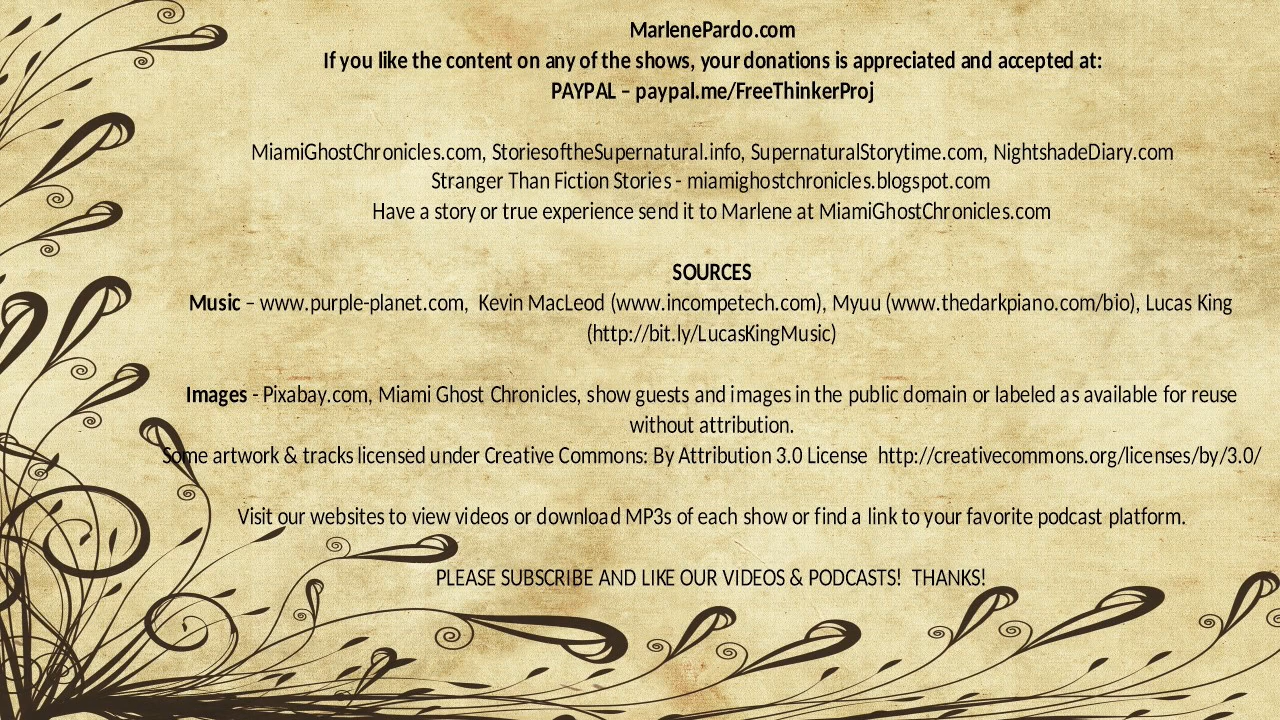 MarlenePardo.com
If you like the content on any of the shows, your donations is appreciated and accepted at:
PAYPAL – paypal.me/FreeThinkerProj
MiamiGhostChronicles.com, StoriesoftheSupernatural.info, SupernaturalStorytime.com, NightshadeDiary.com
Stranger Than Fiction Stories - miamighostchronicles.blogspot.com
Have a story or true experience send it to Marlene at MiamiGhostChronicles.com
SOURCES
Music – www.purple-planet.com, Kevin MacLeod (www.incompetech.com), Myuu (www.thedarkpiano.com/bio), Lucas King
(http://bit.ly/LucasKingMusic)
Images - Pixabay.com, Miami Ghost Chronicles, show guests and images in the public domain or labeled as available for reuse
without attribution.
Some artwork & tracks licensed under Creative Commons: By Attribution 3.0 License http://creativecommons.org/licenses/by/3.0/
Visit our websites to view videos or download MP3s of each show or find a link to your favorite podcast platform.
PLEASE SUBSCRIBE AND LIKE OUR VIDEOS & PODCASTS! THANKS!